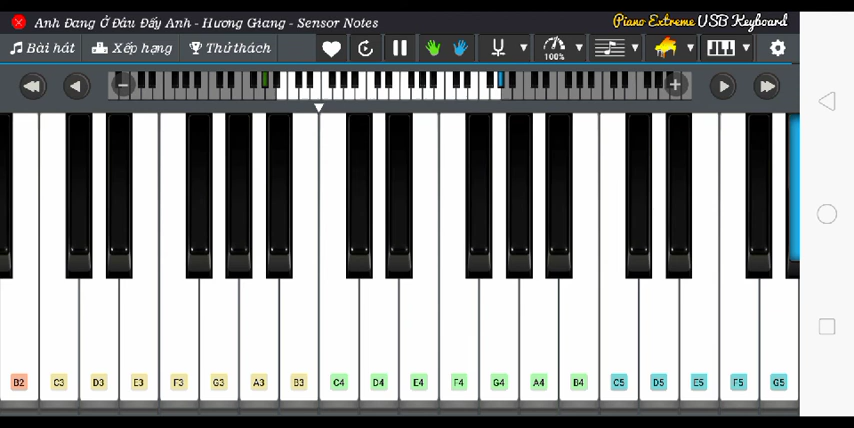 Anh Đang Ở Đâu Đấy Anh - Hương Giang - Sensor Notes
Piano Extreme USB Keyboard
Bài hát Xếp hạng Thử thách
100%
B2 C3 D3 E3 F3 G3 A3 B3 C4 D4 E4 F4 G4 A4 B4 C5 D5 E5 F5 G5